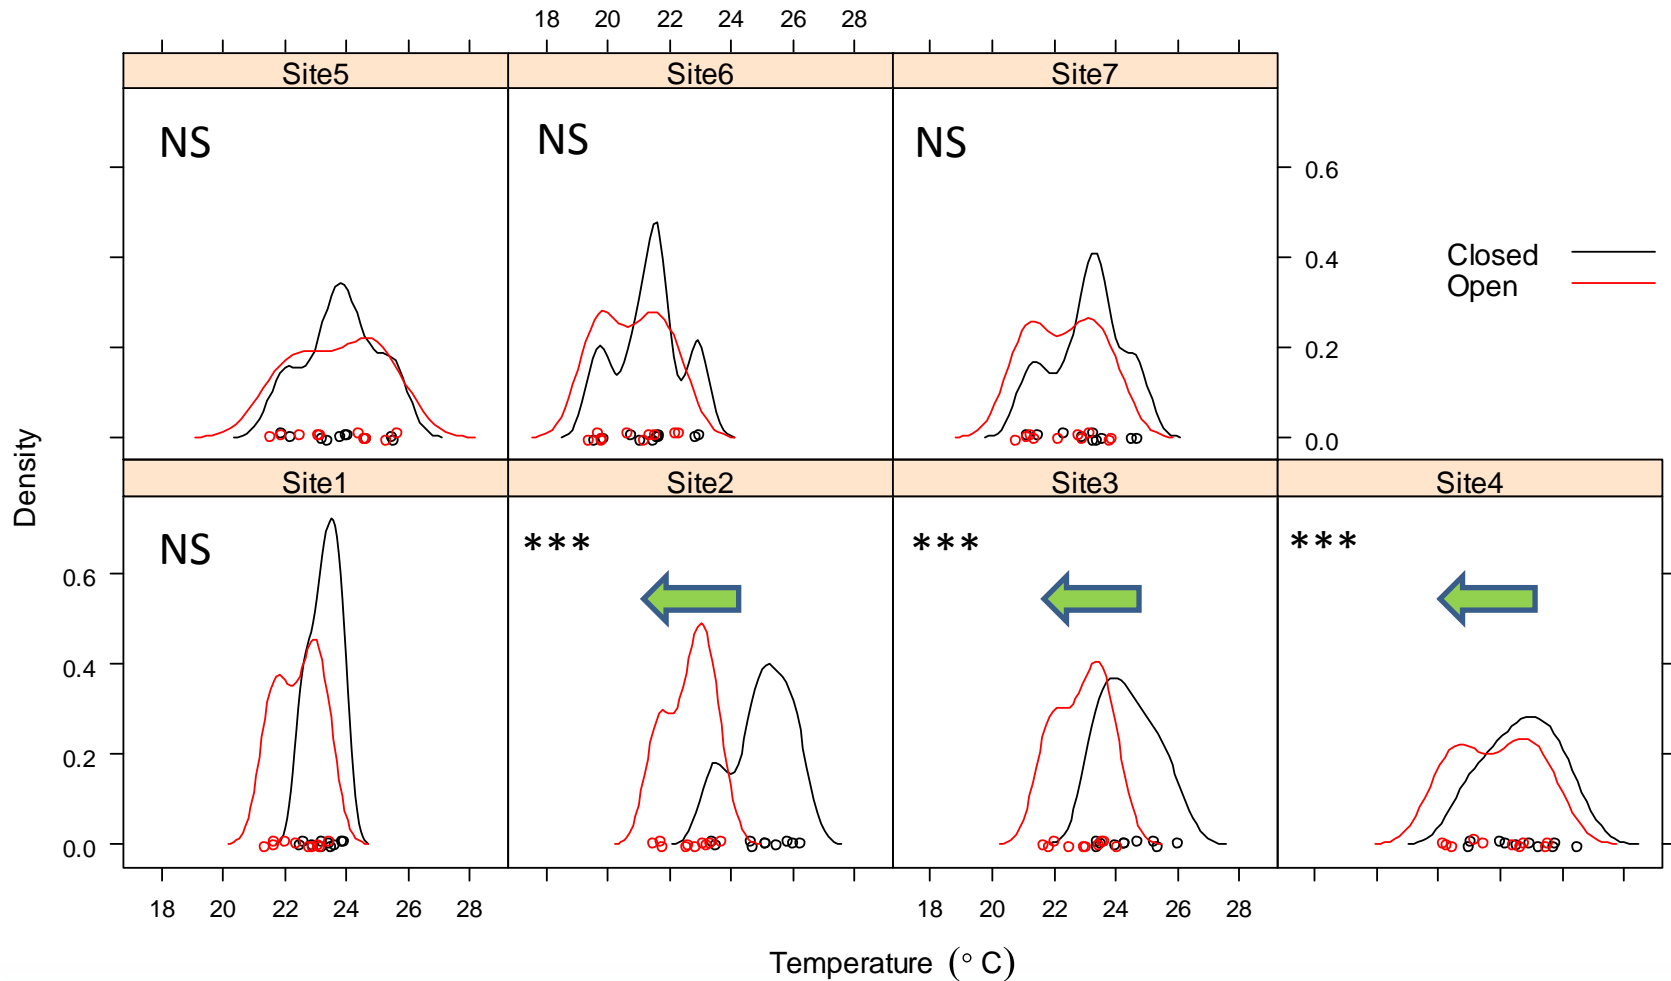 18 20 22 24 26 28
Site5 Site6 Site7
NS NS NS
0.6
0.4
0.2
0.0
Closed
Open
Site1 Site2 Site3 Site4
NS *** *** ***
0.6
0.4
0.2
0.0
Density
18 20 22 24 26 28 18 20 22 24 26 28
Temperature (° C)